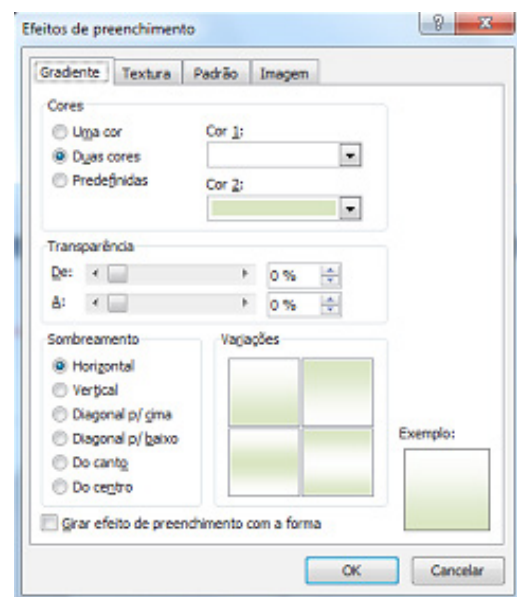 Efeitos de preenchimento
Gradiente Textura Padrão Imagem
Cores
Uma cor
Duas cores
Predefinidas
Cor 1:
Cor 2:
Transparência
De: 0 %
A: 0 %
Sombreamento
Horizontal
Vertical
Diagonal p/ cima
Diagonal p/ baixo
Do canto
Do centro
Variações
Exemplo:
Girar efeito de preenchimento com a forma
OK Cancelar